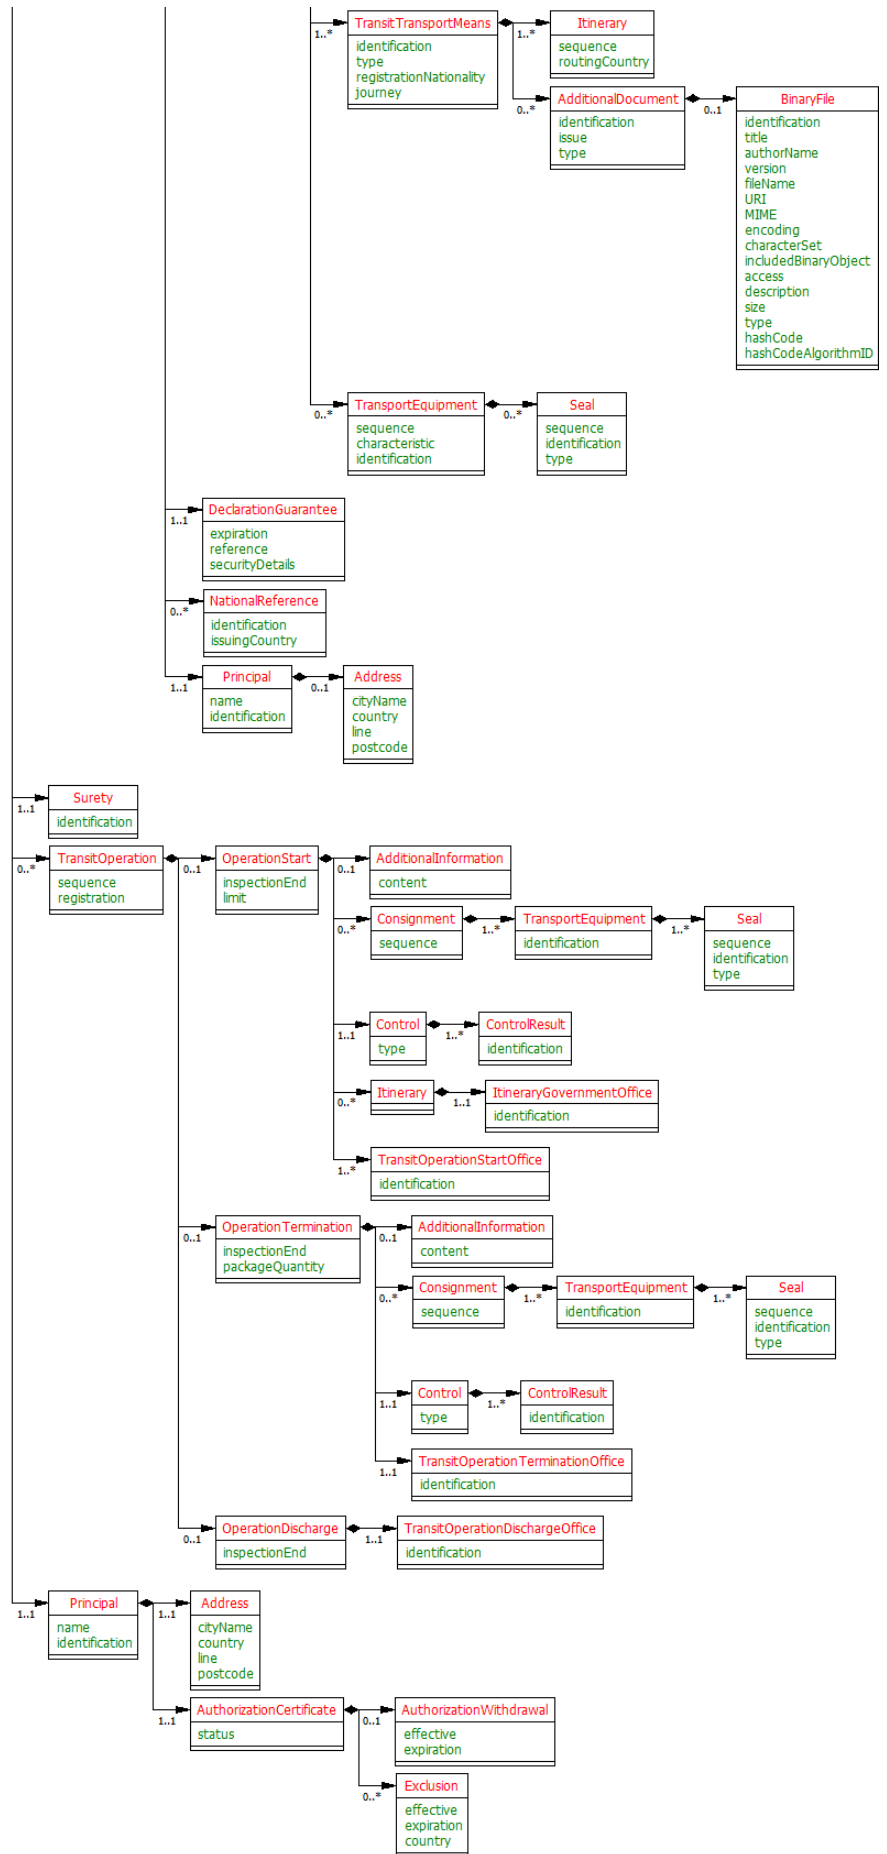 TransitTransportMeans
1..*
identification
type
registrationNationality
journey
Itinerary
1..*
sequence
routingCountry
AdditionalDocument
0..*
identification
issue
type
BinaryFile
0..1
identification
title
authorName
version
fileName
URI
MIME
encoding
characterSet
includedBinaryObject
access
description
size
type
hashCode
hashCodeAlgorithmID
TransportEquipment
0..*
sequence
characteristic
identification
Seal
0..*
sequence
identification
type
DeclarationGuarantee
1..1
expiration
reference
securityDetails
NationalReference
0..*
identification
issuingCountry
Principal
1..1
name
identification
Address
0..1
cityName
country
line
postcode
Surety
1..1
identification
TransitOperation
0..*
sequence
registration
OperationStart
0..1
inspectionEnd
limit
AdditionalInformation
0..1
content
Consignment
0..*
sequence
TransportEquipment
1..*
identification
Seal
1..*
sequence
identification
type
Control
1..1
type
ControlResult
1..*
identification
Itinerary
0..*
ItineraryGovernmentOffice
1..1
identification
TransitOperationStartOffice
1..*
identification
OperationTermination
0..1
inspectionEnd
packageQuantity
AdditionalInformation
0..1
content
Consignment
0..*
sequence
TransportEquipment
1..*
identification
Seal
1..*
sequence
identification
type
Control
1..1
type
ControlResult
1..*
identification
TransitOperationTerminationOffice
1..1
identification
OperationDischarge
0..1
inspectionEnd
TransitOperationDischargeOffice
1..1
identification
Principal
1..1
name
identification
Address
1..1
cityName
country
line
postcode
AuthorizationCertificate
1..1
status
AuthorizationWithdrawal
0..1
effective
expiration
Exclusion
0..*
effective
expiration
country